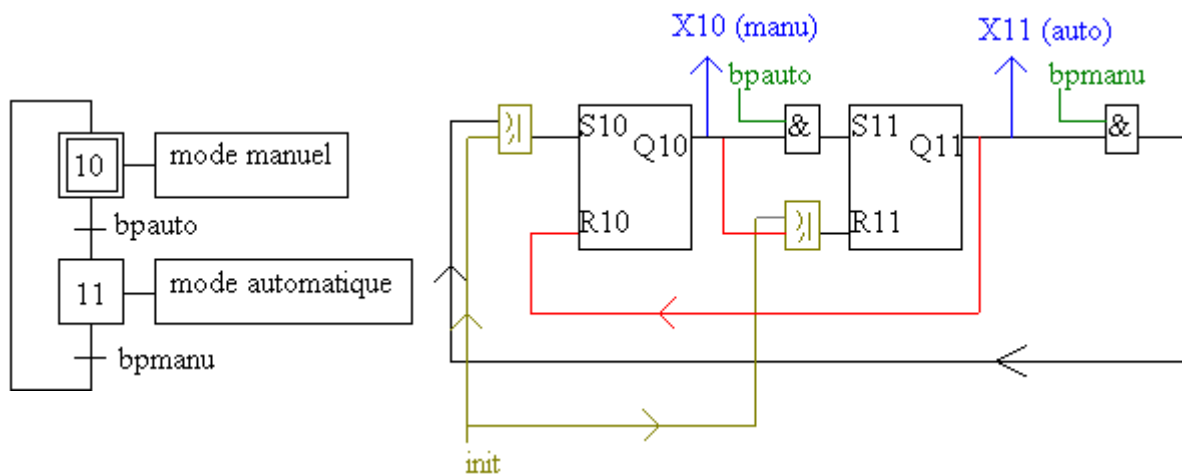 10
mode manuel
bpauto
11
mode automatique
bpmanu
X10 (manu)
X11 (auto)
bpauto
bpmanu
S10
Q10
&
S11
Q11
&
R10
R11
init